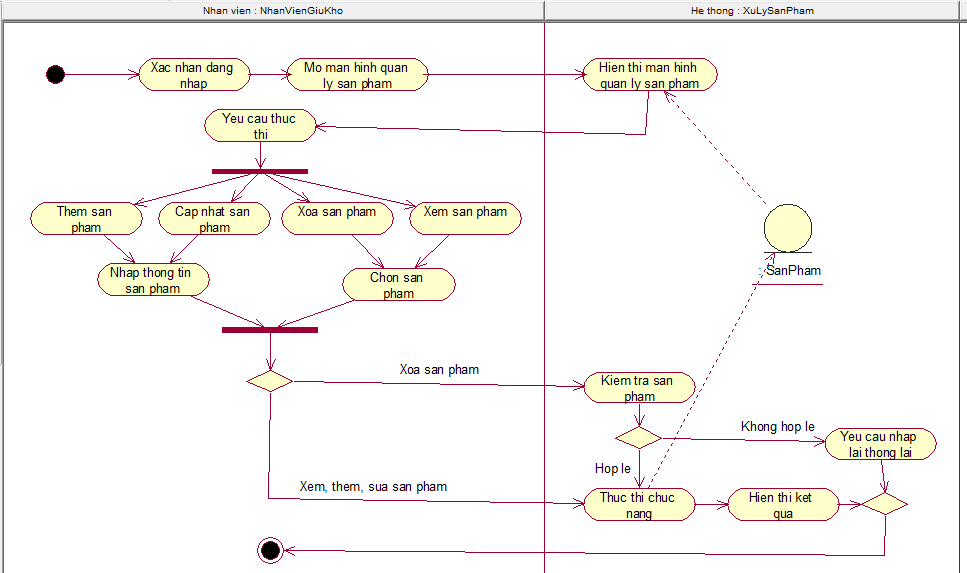 Nhan vien : NhanVienGiuKho
He thong : XuLySanPham
Xac nhan dang
nhap
Mo man hinh quan
ly san pham
Hien thi man hinh
quan ly san pham
Yeu cau thuc
thi
Them san
pham
Cap nhat san
pham
Xoa san pham
Xem san pham
Nhap thong tin
san pham
Chon san
pham
: SanPham
Xoa san pham
Kiem tra san
pham
Khong hop le
Yeu cau nhap
lai thong lai
Hop le
Xem, them, sua san pham
Thuc thi chuc
nang
Hien thi ket
qua